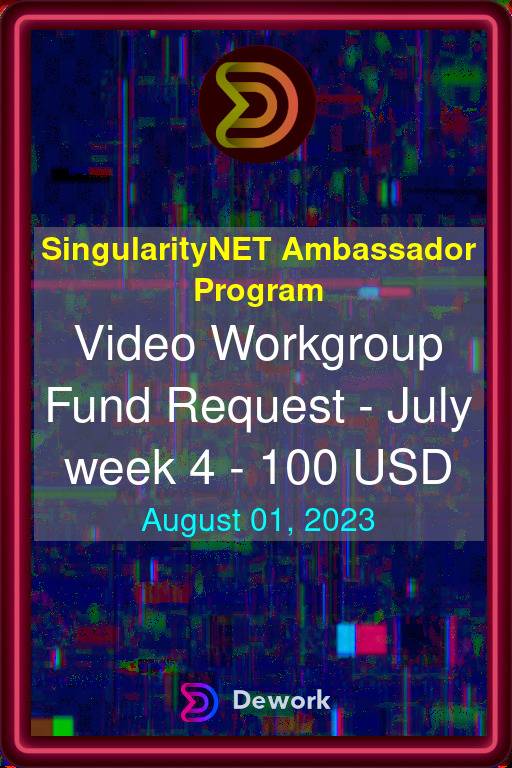 SingularityNET Ambassador
Program
Video Workgroup
Fund Request - July
week 4 - 100 USD
August 01, 2023
Dework